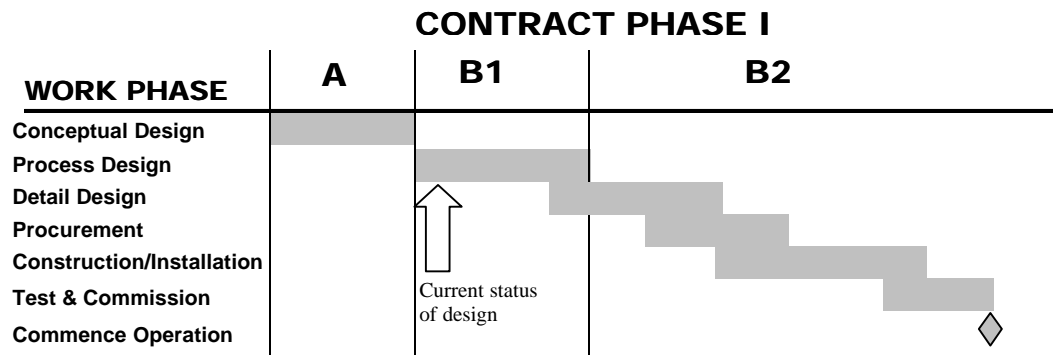 CONTRACT PHASE I
WORK PHASE A B1 B2
Conceptual Design
Process Design
Detail Design
Procurement
Construction/Installation
Test & Commission
Commence Operation
Current status
of design